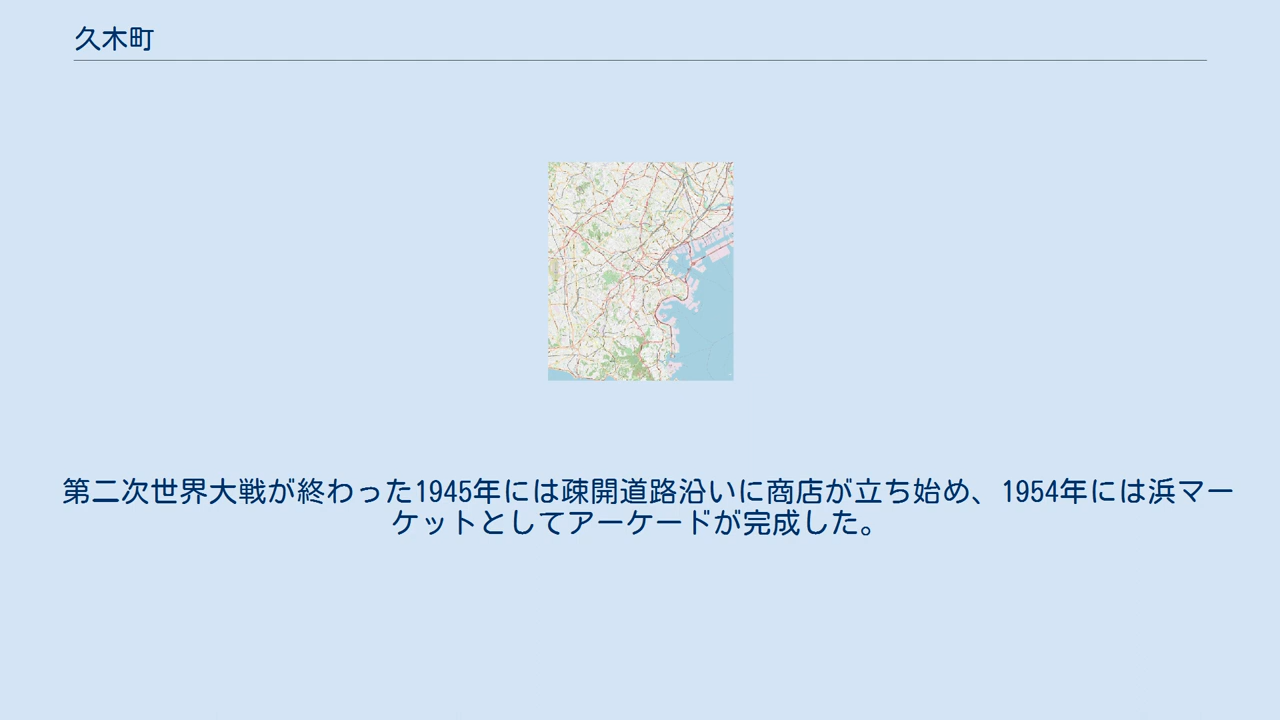 久木町
第二次世界大戦が終わった1945年には疎開道路沿いに商店が立ち始め、1954年には浜マー
ケットとしてアーケードが完成した。